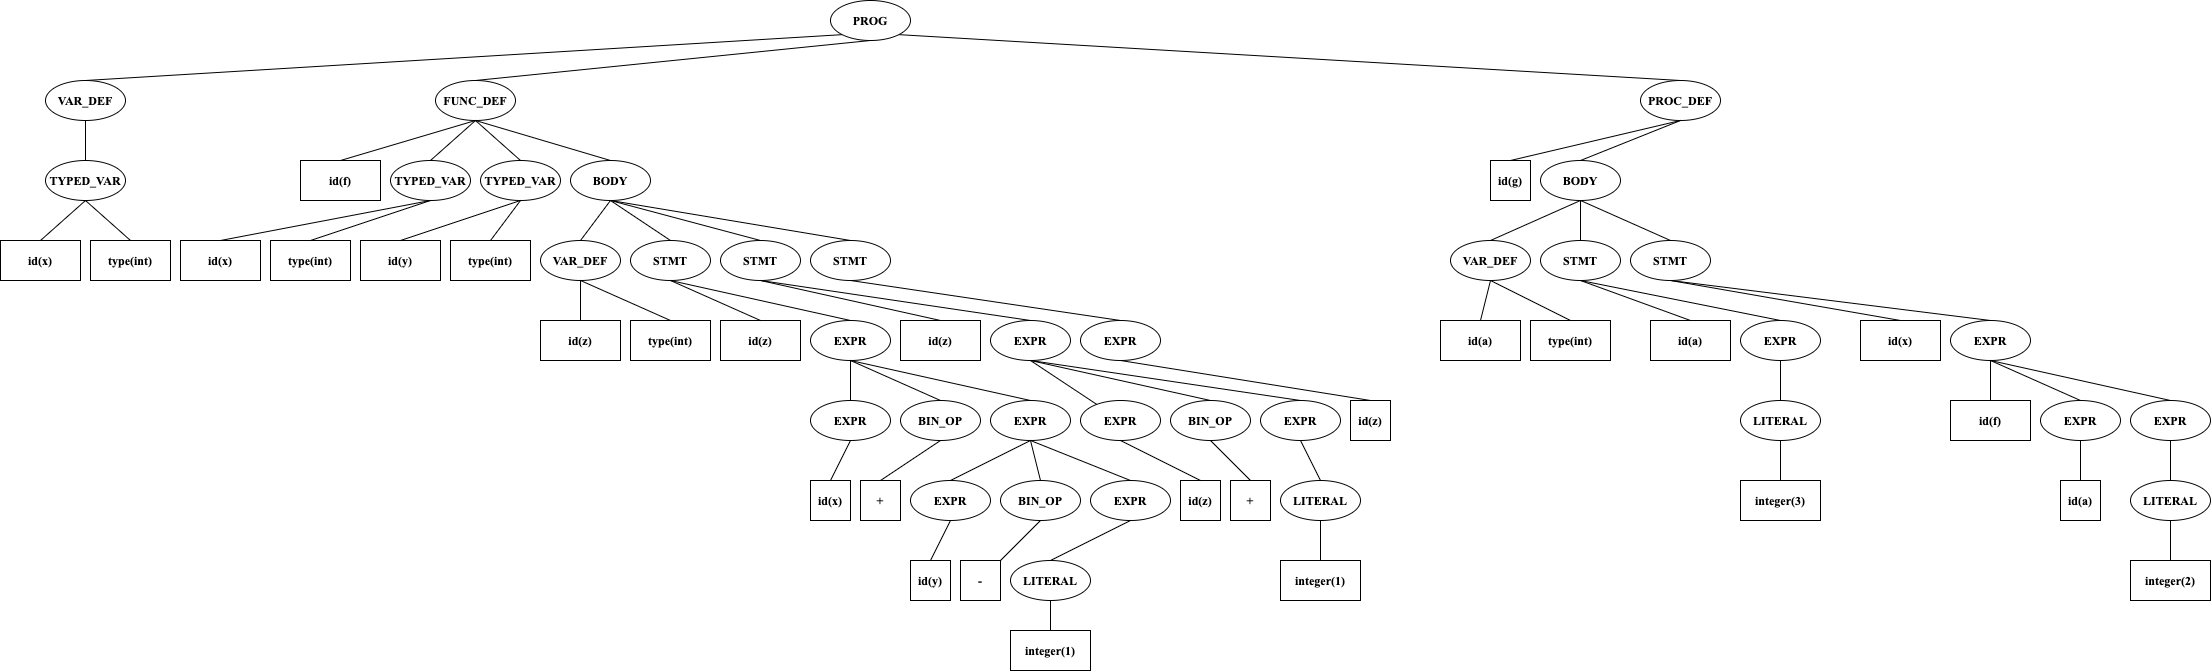 PROG
VAR_DEF FUNC_DEF PROC_DEF
TYPED_VAR id(f) TYPED_VAR TYPED_VAR BODY id(g) BODY
id(x) type(int) id(x) type(int) id(y) type(int) VAR_DEF STMT STMT STMT VAR_DEF STMT STMT
id(z) type(int) id(z) EXPR id(z) EXPR EXPR id(a) type(int) id(a) EXPR id(x) EXPR
EXPR BIN_OP EXPR EXPR BIN_OP EXPR id(z) LITERAL id(f) EXPR EXPR
id(x) + EXPR BIN_OP EXPR id(z) + LITERAL integer(3) id(a) LITERAL
id(y) - LITERAL integer(1) integer(2)
integer(1)